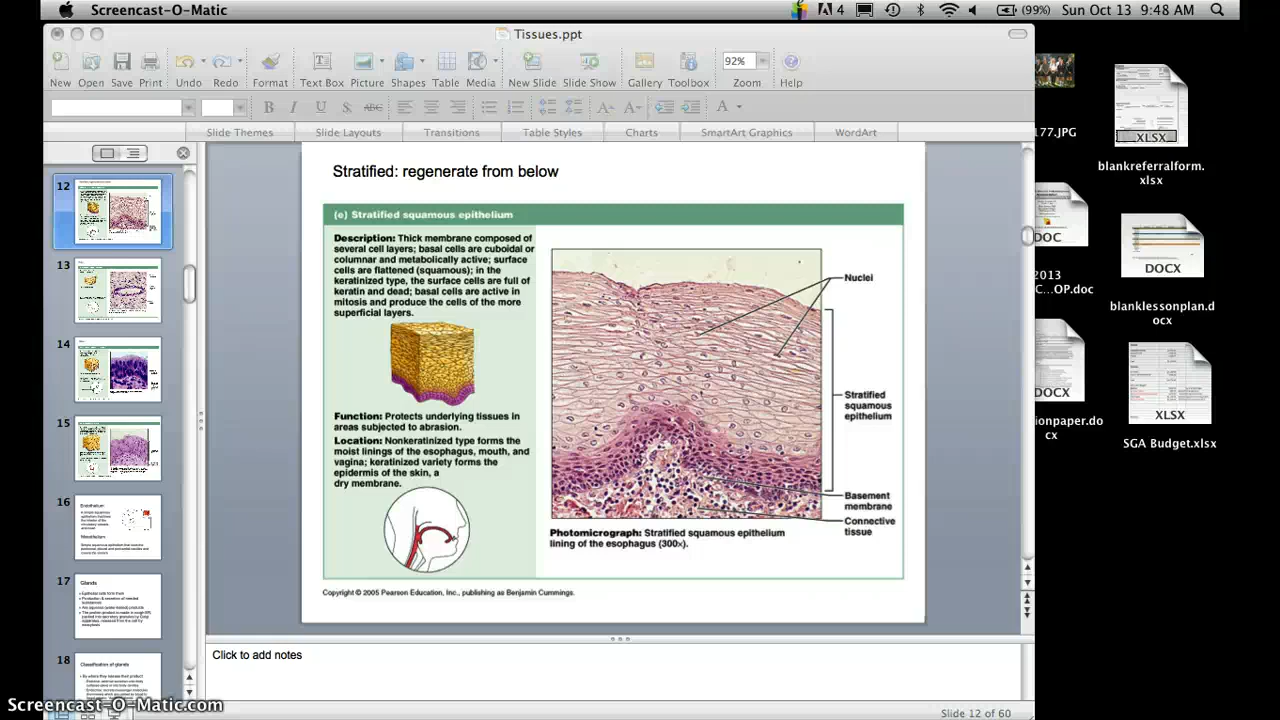 Screencast-O-Matic
4
(99%)
Sun Oct 13 9:48 AM
Tissues.ppt
New Open Save Print Undo Redo Format Text Box Picture Shapes Table Media New Slide Slide Show Gallery Toolbox Zoom Help
92%
B I U S ABC A A A
Slide Themes Slide Layouts Transitions Table Styles Charts SmartArt Graphics WordArt
12
13
14
15
16
Endothelium:
Mesothelium:
17
Glands
18
Classification of glands
Stratified: regenerate from below
(e) Stratified squamous epithelium
Description: Thick membrane composed of
several cell layers; basal cells are cuboidal or
columnar and metabolically active; surface
cells are flattened (squamous); in the
keratinized type, the surface cells are full of
keratin and dead; basal cells are active in
mitosis and produce the cells of the more
superficial layers.
Function: Protects underlying tissues in
areas subjected to abrasion.
Location: Nonkeratinized type forms the
moist linings of the esophagus, mouth, and
vagina; keratinized variety forms the
epidermis of the skin, a
dry membrane.
Nuclei
Stratified
squamous
epithelium
Basement
membrane
Connective
tissue
Photomicrograph: Stratified squamous epithelium
lining of the esophagus (300×).
Copyright © 2005 Pearson Education, Inc., publishing as Benjamin Cummings.
Click to add notes
Slide 12 of 60
177.JPG
XLSX
blankreferralform.
xlsx
DOC
2013
C...OP.doc
DOCX
blanklessonplan.d
ocx
DOCX
ionpaper.do
cx
XLSX
SGA Budget.xlsx
Screencast-O-Matic.com